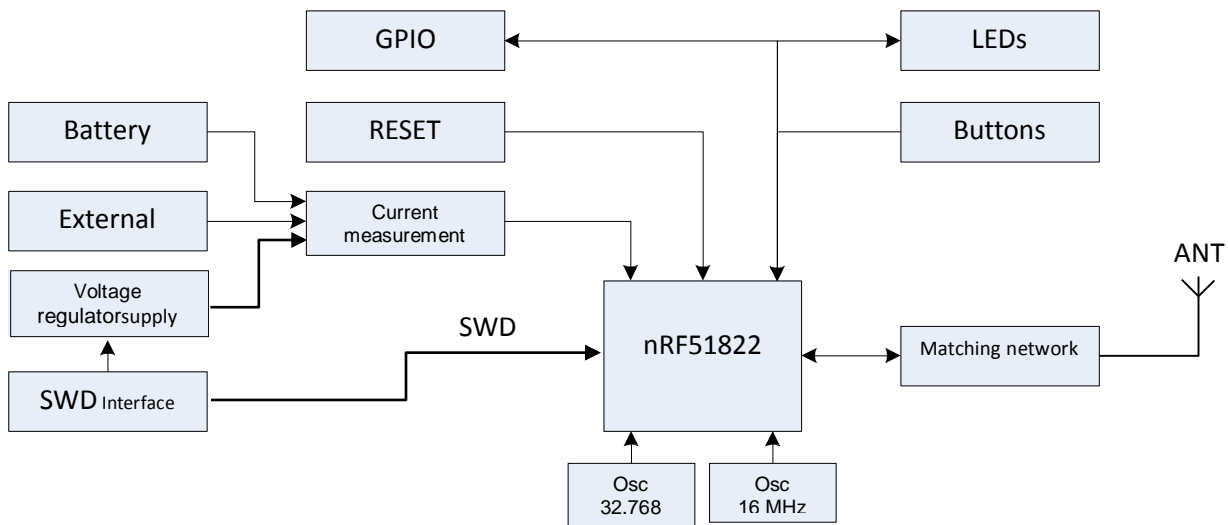 GPIO
LEDs
Battery
RESET
Buttons
External
Current
measurement
ANT
Voltage
regulatorsupply
SWD
nRF51822
Matching network
SWD Interface
Osc
32.768
Osc
16 MHz